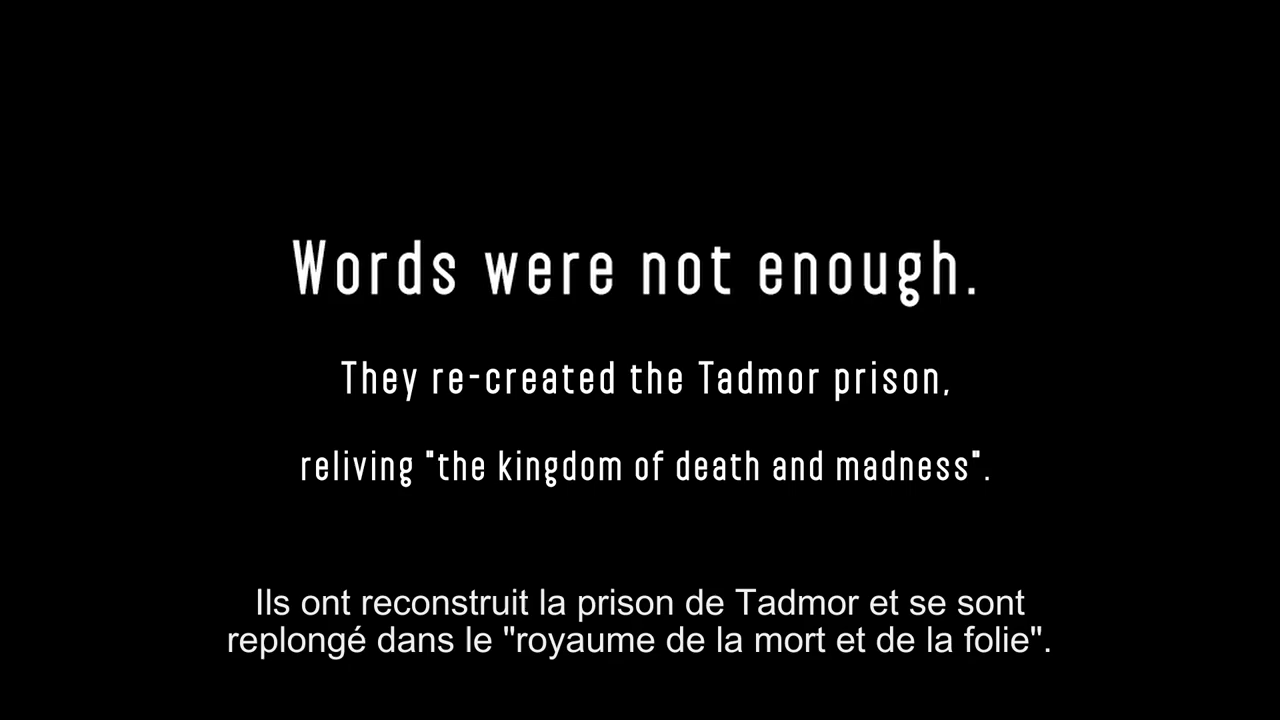 Words were not enough.
They re-created the Tadmor prison,
reliving "the kingdom of death and madness".
Ils ont reconstruit la prison de Tadmor et se sont
replongé dans le "royaume de la mort et de la folie".